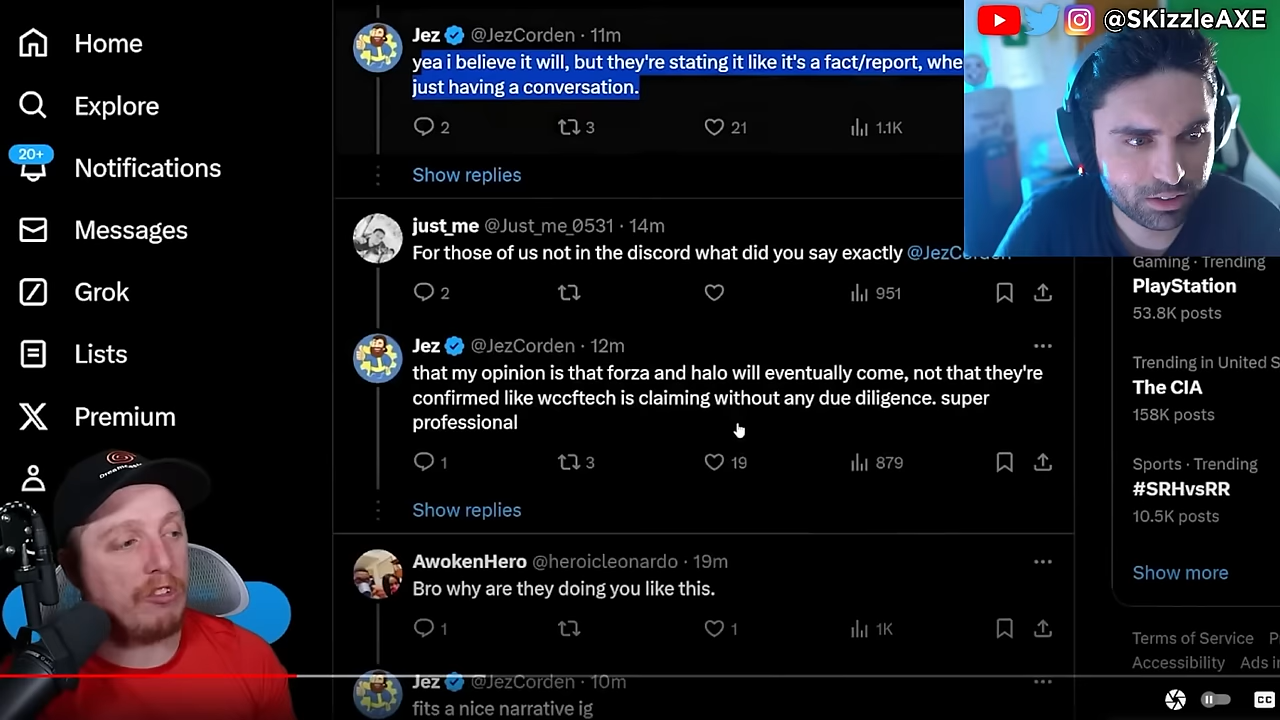 @SKizzleAXE
Home
Explore
20+
Notifications
Messages
Grok
Lists
Premium
Jez @JezCorden · 11m
yea i believe it will, but they're stating it like it's a fact/report, whe
just having a conversation.
2 3 21 1.1K
Show replies
just_me @Just_me_0531 · 14m
For those of us not in the discord what did you say exactly @JezCorden
2 951
Jez @JezCorden · 12m
that my opinion is that forza and halo will eventually come, not that they're
confirmed like wccftech is claiming without any due diligence. super
professional
1 3 19 879
Show replies
AwokenHero @heroicleonardo · 19m
Bro why are they doing you like this.
1 1 1K
Jez @JezCorden · 10m
fits a nice narrative ig
Gaming · Trending
PlayStation
53.8K posts
Trending in United S
The CIA
158K posts
Sports · Trending
#SRHvsRR
10.5K posts
Show more
Terms of Service P
Accessibility Ads i
CC